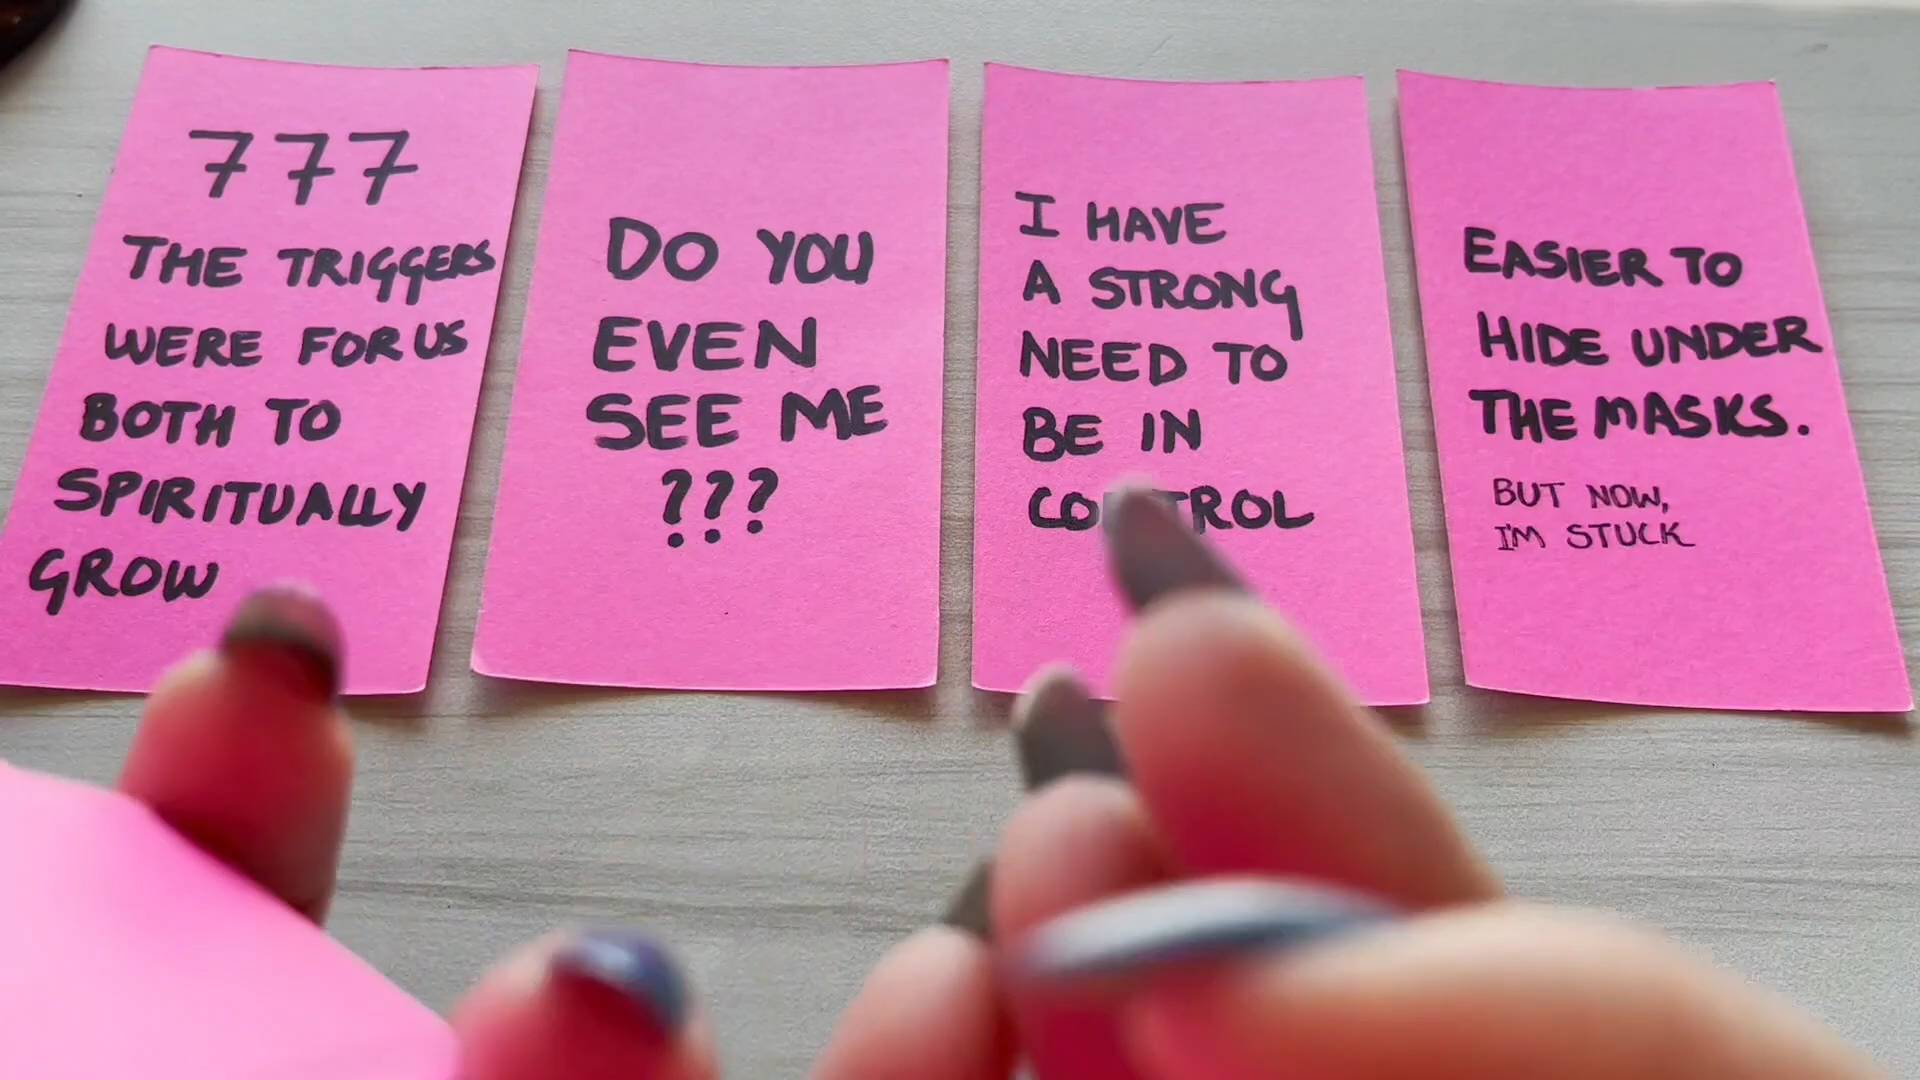 777
THE TRIGGERS
WERE FOR US
BOTH TO
SPIRITUALLY
GROW
DO YOU
EVEN
SEE ME
???
I HAVE
A STRONG
NEED TO
BE IN
CONTROL
EASIER TO
HIDE UNDER
THE MASKS.
BUT NOW,
I'M STUCK